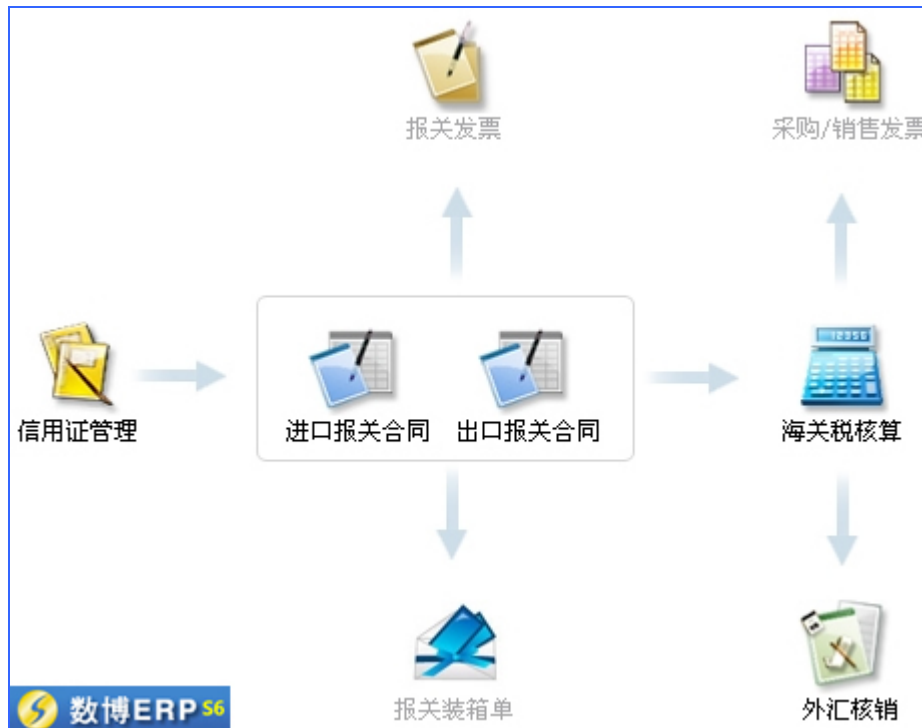 报关发票
采购/销售发票
12356
信用证管理
进口报关合同
出口报关合同
海关税核算
报关装箱单
外汇核销
数博ERP S6